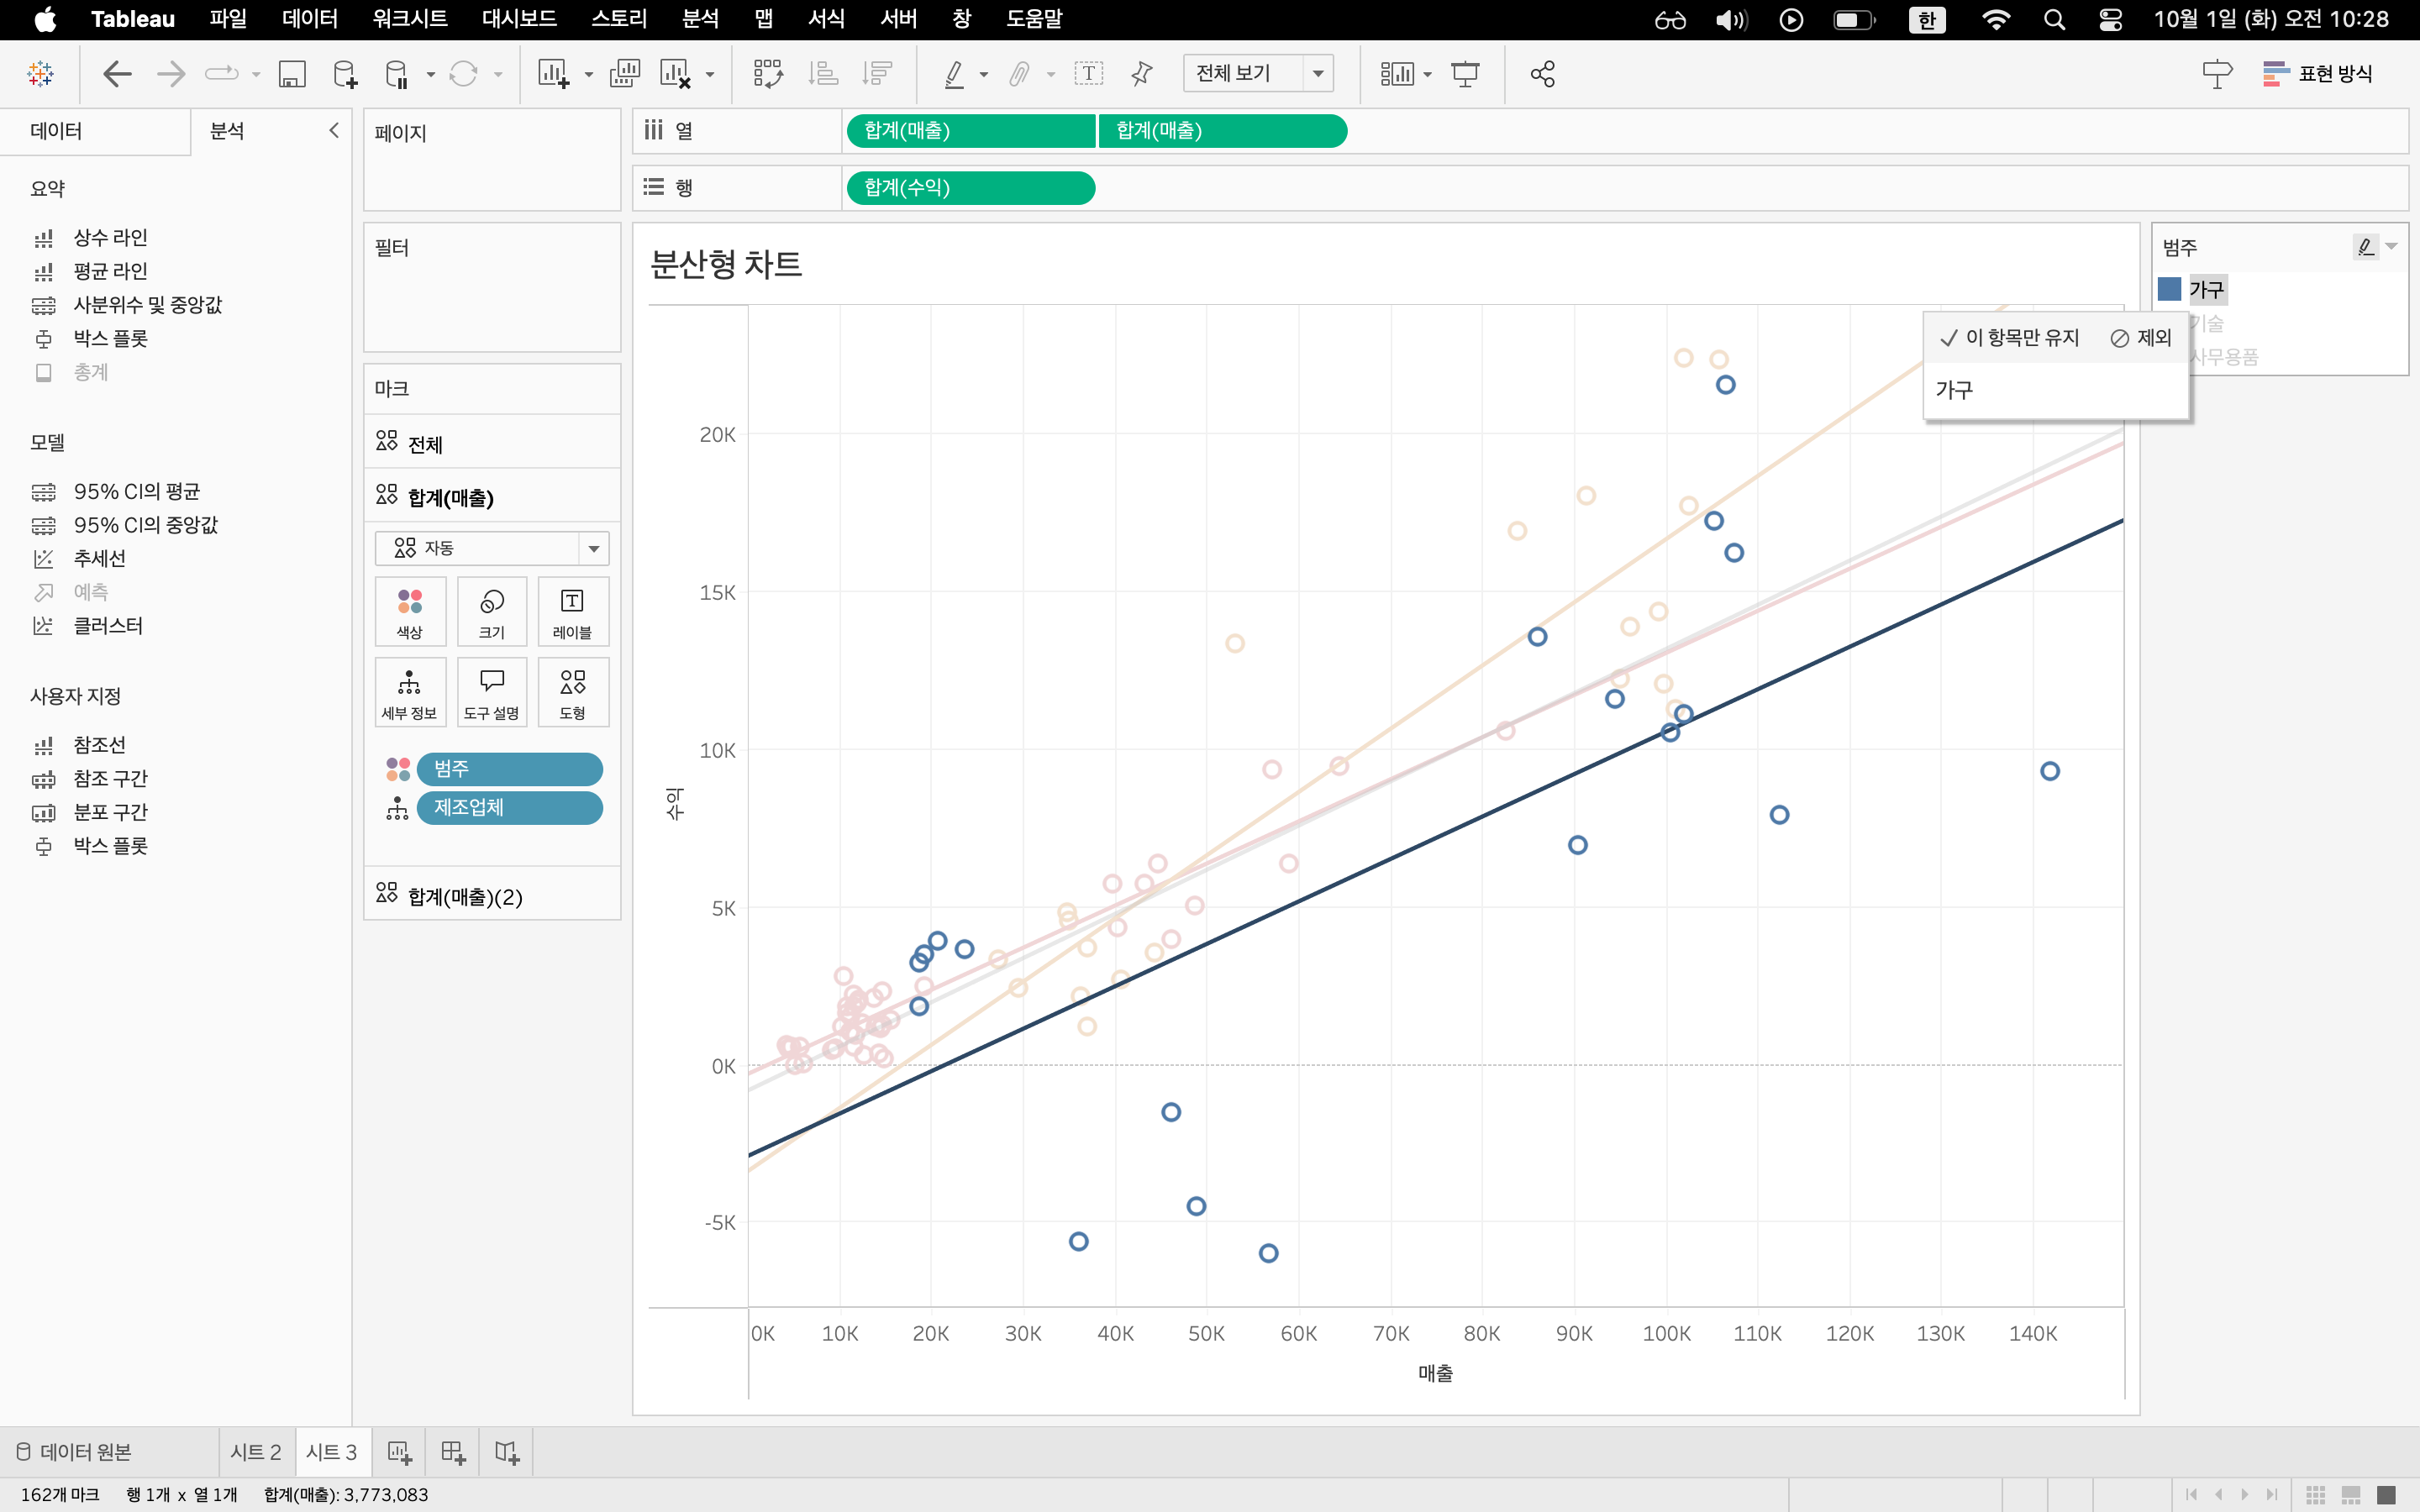 Tableau 파일 데이터 워크시트 대시보드 스토리 분석 맵 서식 서버 창 도움말 한 10월 1일 (화) 오전 10:28
전체 보기 표현 방식
데이터 분석
요약
상수 라인
평균 라인
사분위수 및 중앙값
박스 플롯
총계
모델
95% CI의 평균
95% CI의 중앙값
추세선
예측
클러스터
사용자 지정
참조선
참조 구간
분포 구간
박스 플롯
페이지
필터
마크
전체
합계(매출)
자동
색상 크기 레이블
세부 정보 도구 설명 도형
범주
제조업체
합계(매출)(2)
열 합계(매출) 합계(매출)
행 합계(수익)
분산형 차트
20K
15K
10K
5K
0K
-5K
수익
0K 10K 20K 30K 40K 50K 60K 70K 80K 90K 100K 110K 120K 130K 140K
매출
범주
가구
기술
사무용품
이 항목만 유지 제외
가구
데이터 원본 시트 2 시트 3
162개 마크 행 1개 x 열 1개 합계(매출): 3,773,083